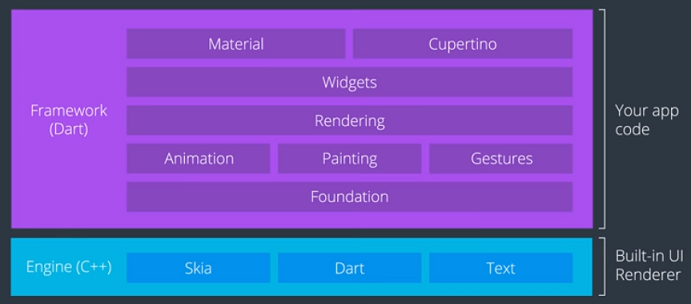 Material
Cupertino
Widgets
Framework
(Dart)
Rendering
Animation
Painting
Gestures
Foundation
Your app
code
Engine (C++)
Skia
Dart
Text
Built-in UI
Renderer